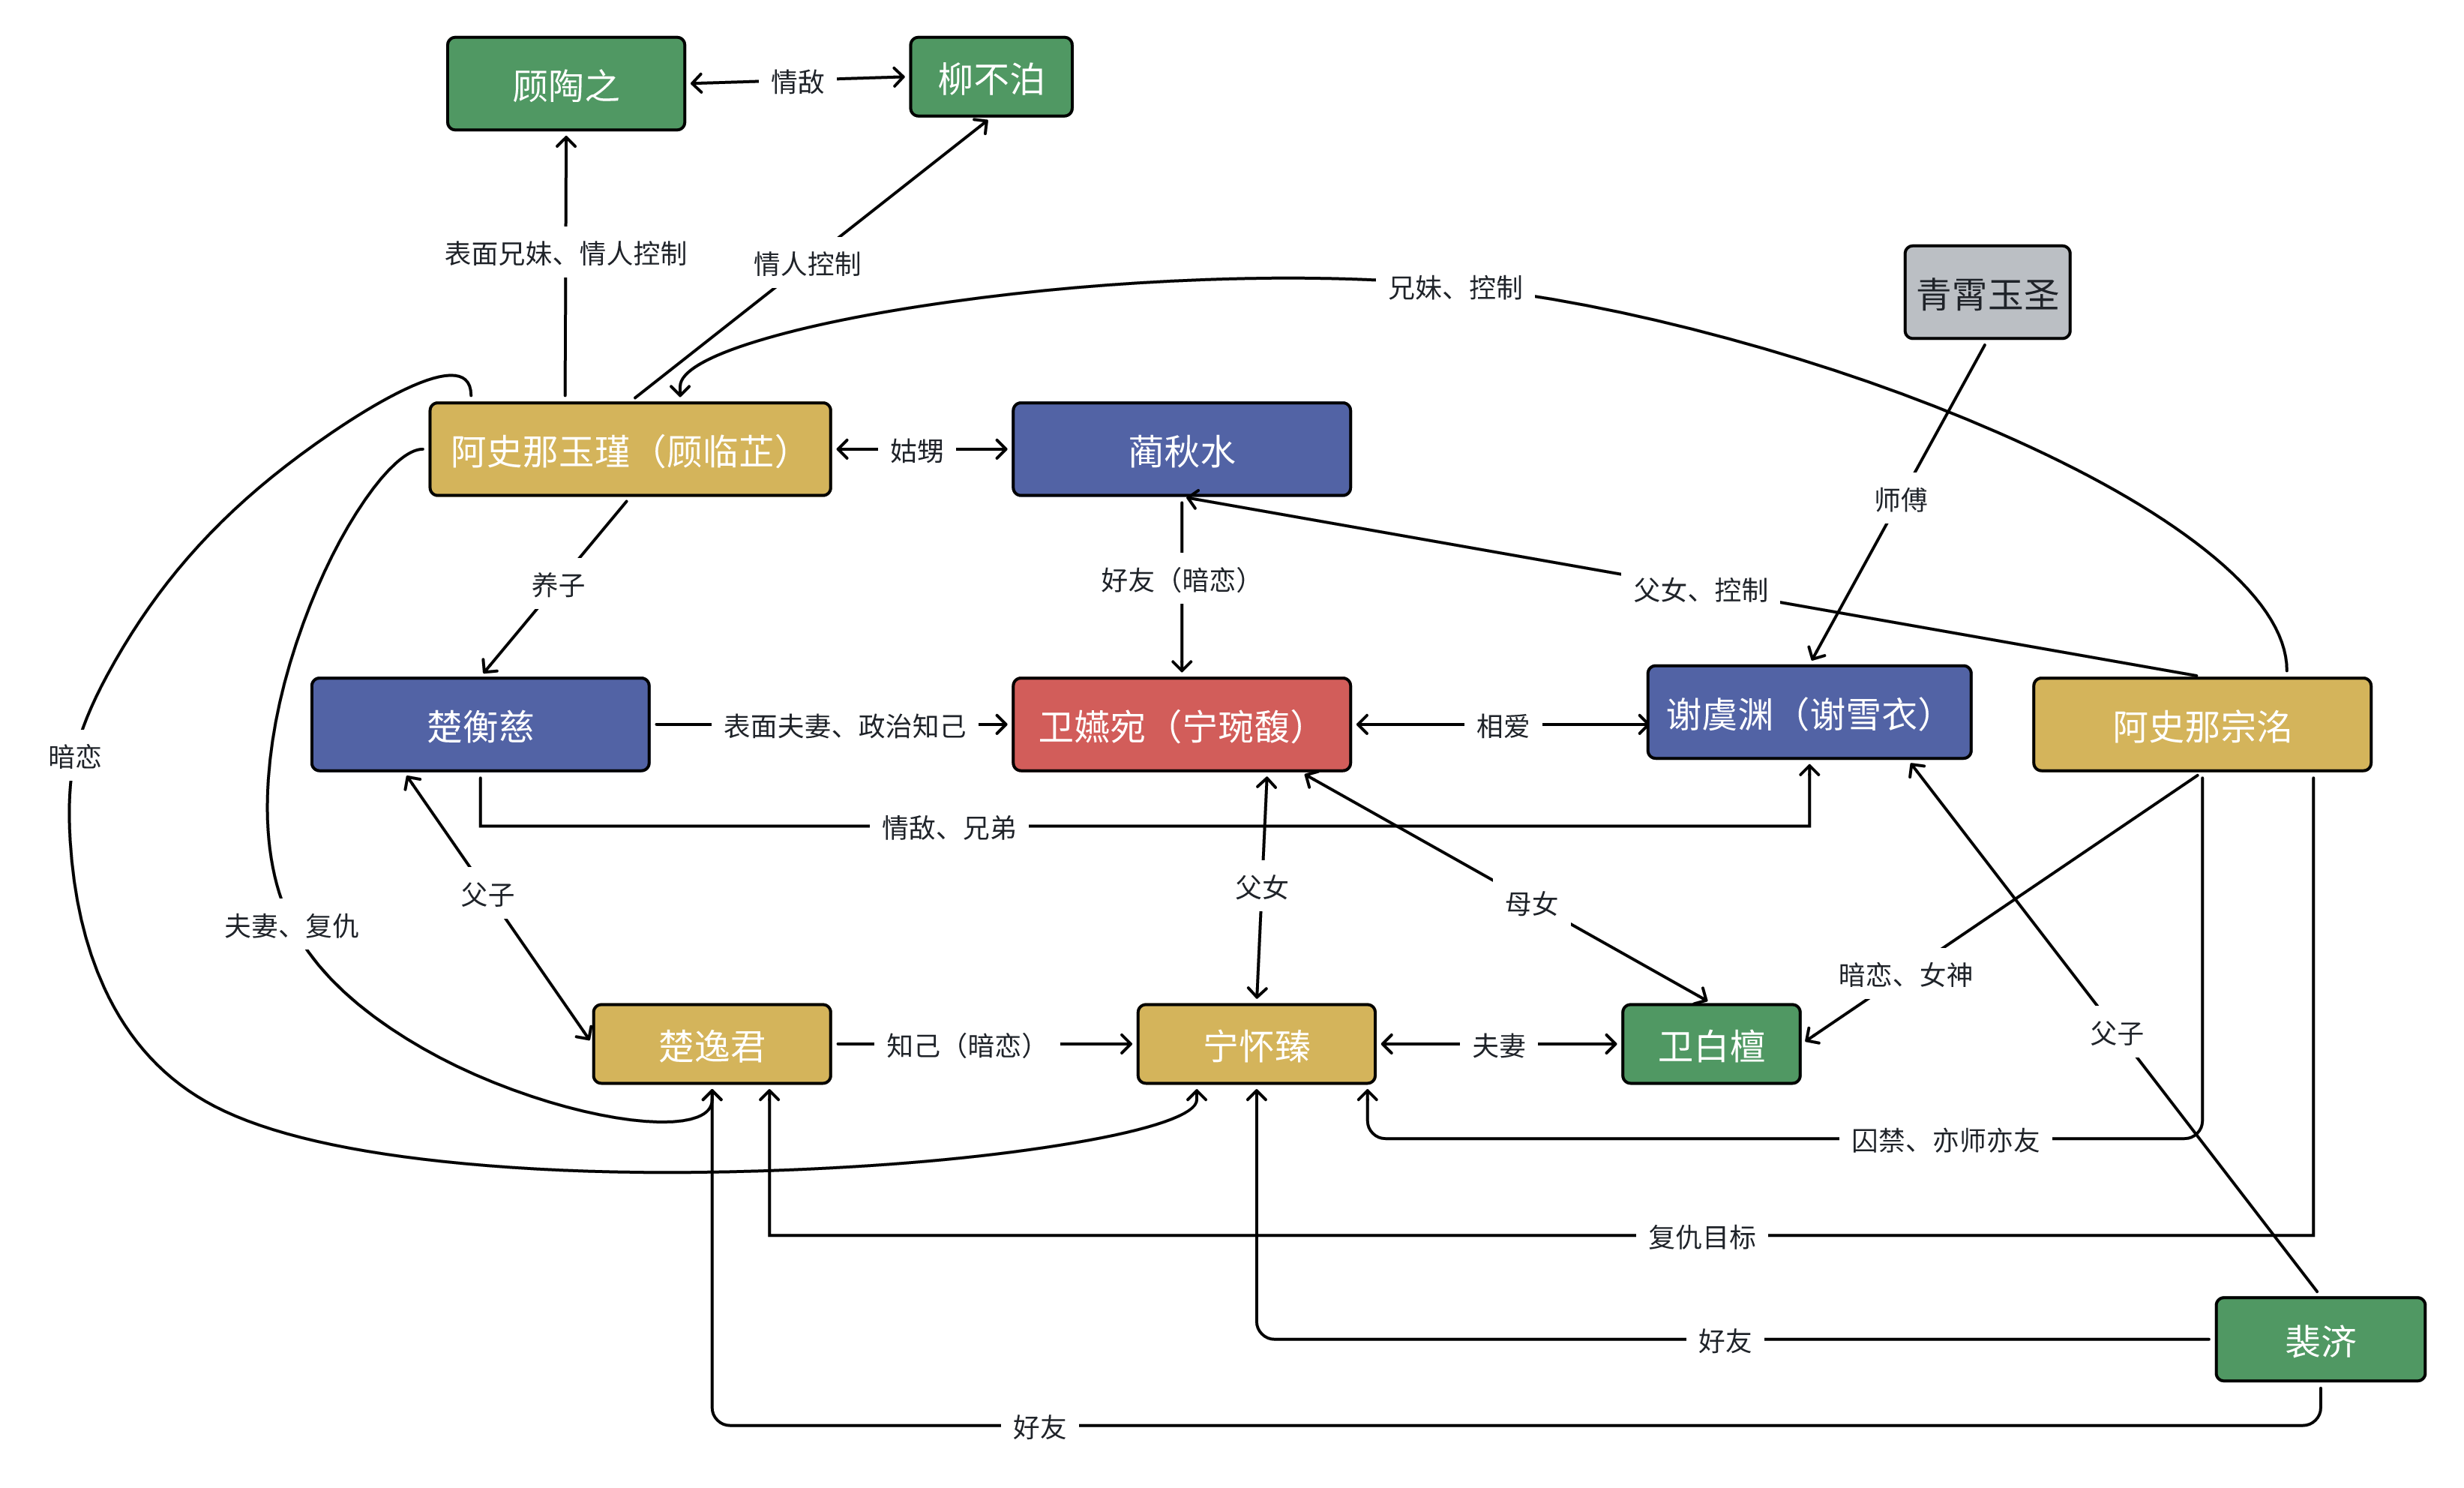 顾陶之
情敌
柳不泊
表面兄妹、情人控制
情人控制
兄妹、控制
青霄玉圣
阿史那玉瑾（顾临芷）
姑甥
蔺秋水
师傅
养子
好友（暗恋）
父女、控制
楚衡慈
表面夫妻、政治知己
卫嬿宛（宁琬馥）
相爱
谢虞渊（谢雪衣）
阿史那宗洺
暗恋
情敌、兄弟
父子
父女
母女
夫妻、复仇
暗恋、女神
父子
楚逸君
知己（暗恋）
宁怀臻
夫妻
卫白檀
囚禁、亦师亦友
复仇目标
好友
裴济
好友